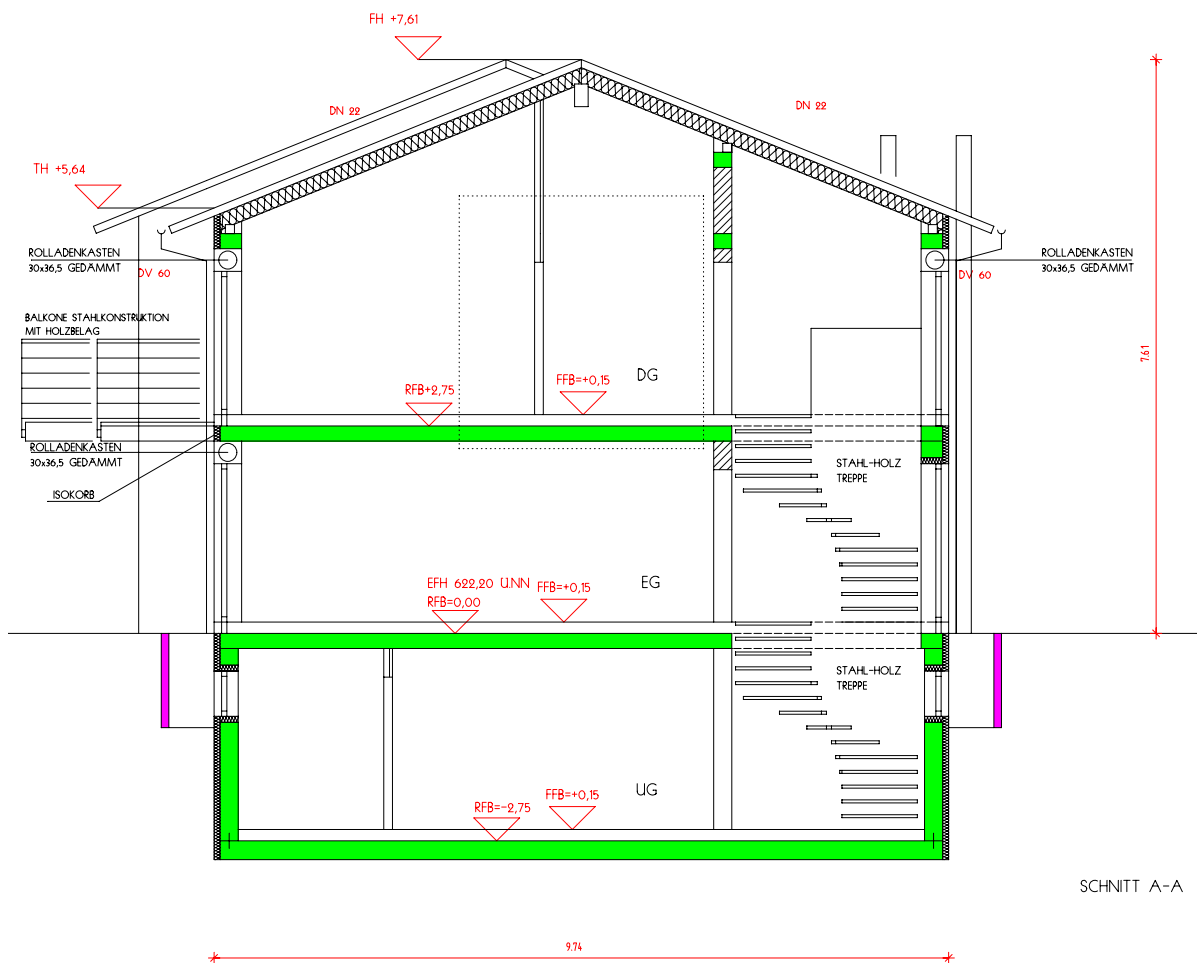 FH +7,61
DN 22
DN 22
TH +5,64
ROLLADENKASTEN
30x36,5 GEDÄMMT
DV 60
ROLLADENKASTEN
30x36,5 GEDÄMMT
DV 60
BALKONE STAHLKONSTRUKTION
MIT HOLZBELAG
7.61
DG
FFB=+0,15
RFB+2,75
ROLLADENKASTEN
30x36,5 GEDÄMMT
ISOKORB
STAHL-HOLZ
TREPPE
EFH 622,20 Ü.NN
RFB=0,00
FFB=+0,15
EG
STAHL-HOLZ
TREPPE
UG
FFB=+0,15
RFB=-2,75
SCHNITT A-A
9.74